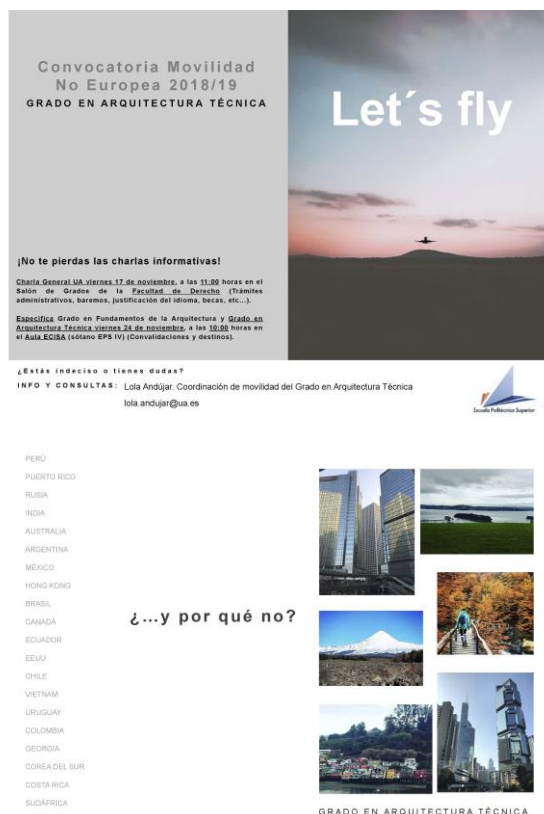 Convocatoria Movilidad
No Europea 2018/19
GRADO EN ARQUITECTURA TÉCNICA
Let´s fly
¡No te pierdas las charlas informativas!
Charla General UA viernes 17 de noviembre, a las 11:00 horas en el
Salón de Grados de la Facultad de Derecho (Trámites
administrativos, baremos, justificación del idioma, becas, etc...).
Específica Grado en Fundamentos de la Arquitectura y Grado en
Arquitectura Técnica viernes 24 de noviembre, a las 10:00 horas en
el Aula ECISA (sótano EPS IV) (Convalidaciones y destinos).
¿Estás indeciso o tienes dudas?
INFO Y CONSULTAS: Lola Andújar. Coordinación de movilidad del Grado en Arquitectura Técnica
lola.andujar@ua.es
Escuela Politécnica Superior
PERÚ
PUERTO RICO
RUSIA
INDIA
AUSTRALIA
ARGENTINA
MÉXICO
HONG KONG
BRASIL
CANADÁ
ECUADOR
EEUU
CHILE
VIETNAM
URUGUAY
COLOMBIA
GEORGIA
COREA DEL SUR
COSTA RICA
SUDÁFRICA
¿...y por qué no?
GRADO EN ARQUITECTURA TÉCNICA